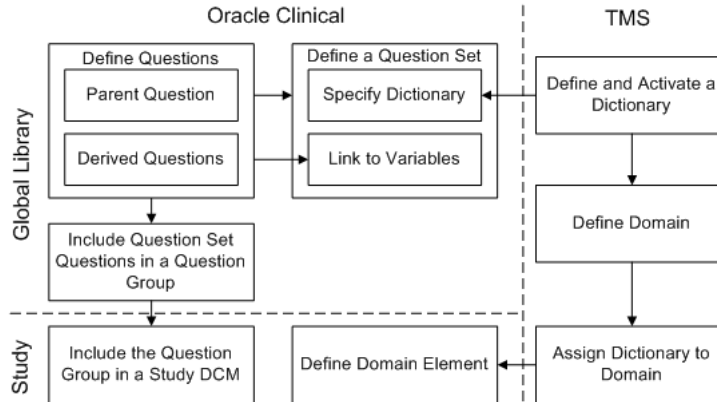 Oracle Clinical
TMS
Global Library
Define Questions
Parent Question
Derived Questions
Define a Question Set
Specify Dictionary
Link to Variables
Define and Activate a
Dictionary
Include Question Set
Questions in a Question
Group
Define Domain
Study
Include the Question
Group in a Study DCM
Define Domain Element
Assign Dictionary to
Domain